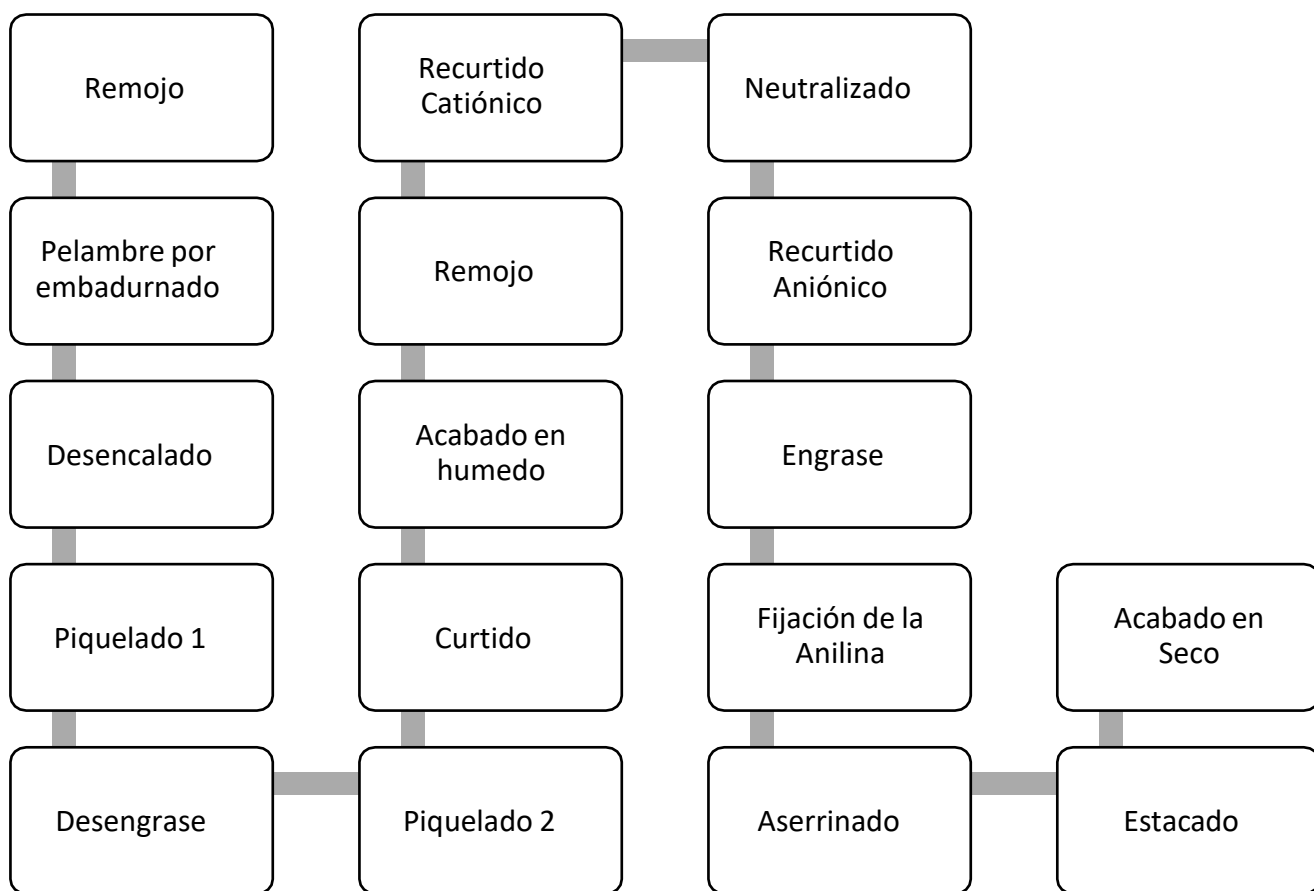 Remojo
Pelambre por
embadurnado
Desencalado
Piquelado 1
Desengrase
Piquelado 2
Curtido
Acabado en
humedo
Remojo
Recurtido
Catiónico
Neutralizado
Recurtido
Aniónico
Engrase
Fijación de la
Anilina
Aserrinado
Estacado
Acabado en
Seco